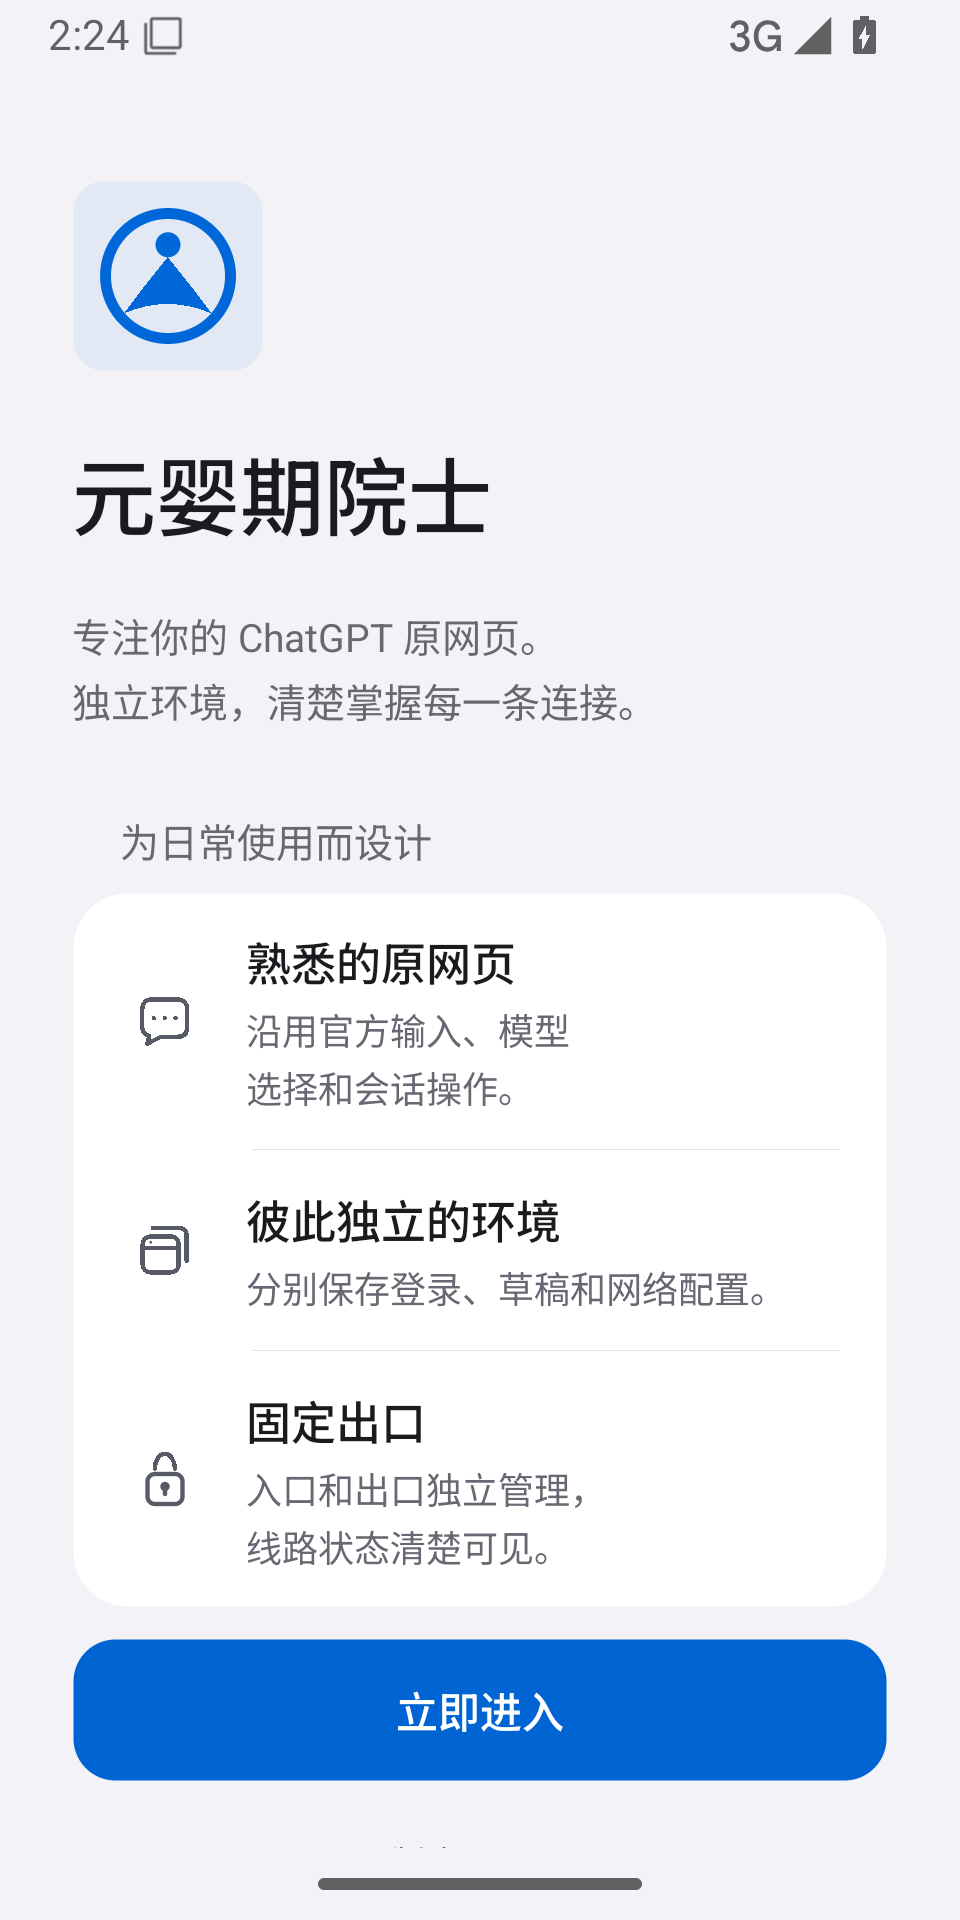 2:24
3G
元婴期院士
专注你的 ChatGPT 原网页。
独立环境，清楚掌握每一条连接。
为日常使用而设计
熟悉的原网页
沿用官方输入、模型
选择和会话操作。
彼此独立的环境
分别保存登录、草稿和网络配置。
固定出口
入口和出口独立管理，
线路状态清楚可见。
立即进入